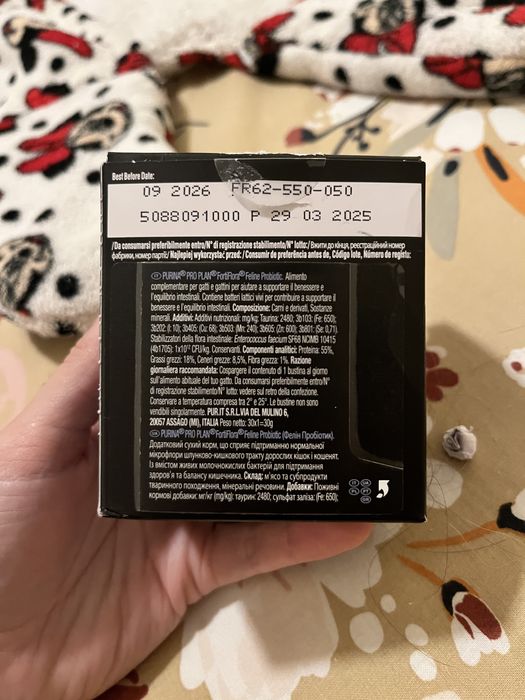 Best Before Date:
09 2026 FR62-550-050
5088091000 P 29 03 2025
/Da consumarsi preferibilmente entro/N° di registrazione stabilimento/N° lotto: / Вжити до кінця, реєстраційний номер
фабрики, номер партії: / Najlepiej wykorzystać przed: / Consumir de preferência antes de, Código lote, Número de registo:
IT PURINA® PRO PLAN® FortiFlora® Feline Probiotic. Alimento
complementare per gatti e gattini per aiutare a supportare il benessere e
l'equilibrio intestinali. Contiene batteri lattici vivi per contribuire a supportare
il benessere e l'equilibrio intestinali. Composizione: Carni e derivati, Sostanze
minerali. Additivi: Additivi nutrizionali: mg/kg: Taurina: 2480; 3b103: (Fe: 650);
3b202: (I: 10); 3b405: (Cu: 68); 3b503: (Mn: 240); 3b605: (Zn: 600); 3b801: (Se: 0,71).
Stabilizzatori della flora intestinale: Enterococcus faecium SF68 NCIMB 10415
(4b1705): 1x10¹² CFU/kg. Conservanti. Componenti analitici: Proteina: 55%,
Grassi grezzi: 18%, Ceneri grezze: 8,5%, Fibra grezza: 1%. Razione
giornaliera raccomandata: Cospargere il contenuto di 1 bustina al giorno
sull'alimento abituale del tuo gatto. Da consumarsi preferibilmente entro/N°
di registrazione stabilimento/N° lotto: vedere sul retro della confezione.
Conservare a temperatura compresa tra 2° e 25°. Le bustine non sono
vendibili singolarmente. PUR.IT S.R.L. VIA DEL MULINO 6,
20057 ASSAGO (MI), ITALIA Peso netto: 30x1=30g
UA PURINA® PRO PLAN® FortiFlora® Feline Probiotic (Фелін Пробіотик).
Додатковий сухий корм, що сприяє підтриманню нормальної
мікрофлори шлунково-кишкового тракту дорослих кішок і кошенят.
Із вмістом живих молочнокислих бактерій для підтримання
здоров'я та балансу кишечника. Склад: м'ясо та субпродукти
тваринного походження, мінеральні речовини. Добавки: Поживні
кормові добавки: мг/кг (mg/kg): таурин: 2480; сульфат заліза: (Fe: 650);
IT UA
PL PT
GB GR